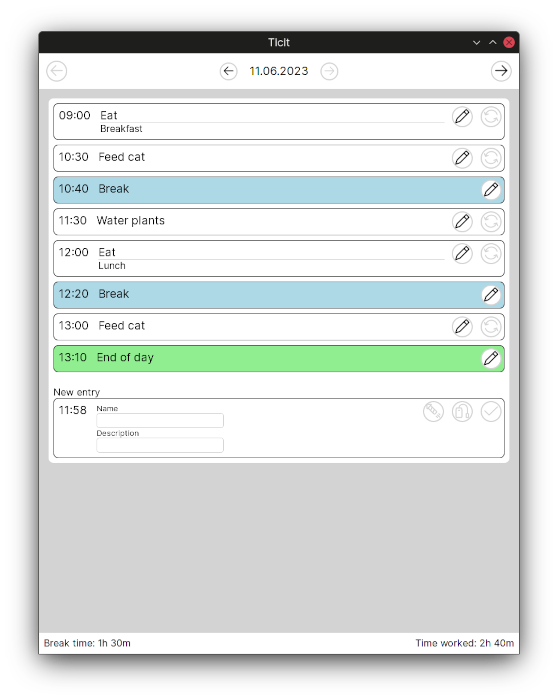 TIcIt
11.06.2023
09:00 Eat
Breakfast
10:30 Feed cat
10:40 Break
11:30 Water plants
12:00 Eat
Lunch
12:20 Break
13:00 Feed cat
13:10 End of day
New entry
11:58 Name
Description
Break time: 1h 30m Time worked: 2h 40m